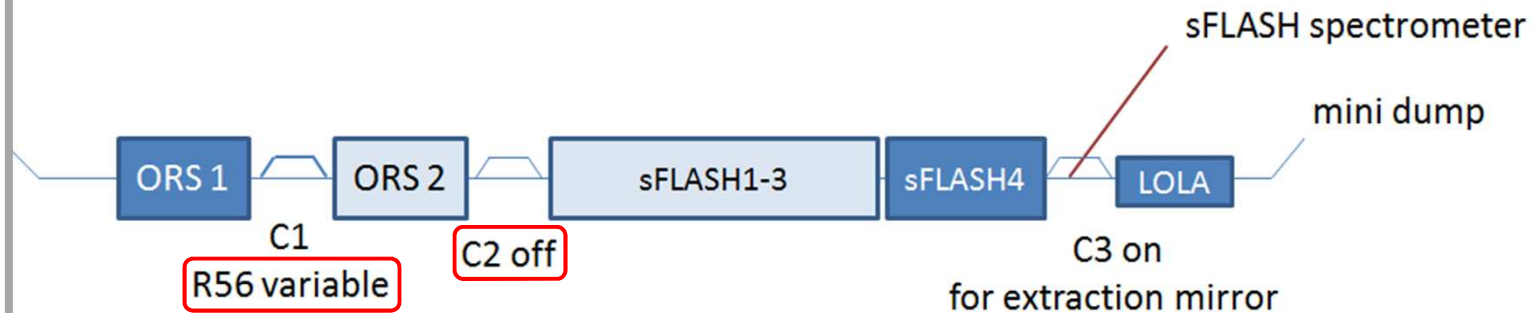 sFLASH spectrometer
mini dump
ORS 1
ORS 2
sFLASH1-3
sFLASH4
LOLA
C1
R56 variable
C2 off
C3 on
for extraction mirror